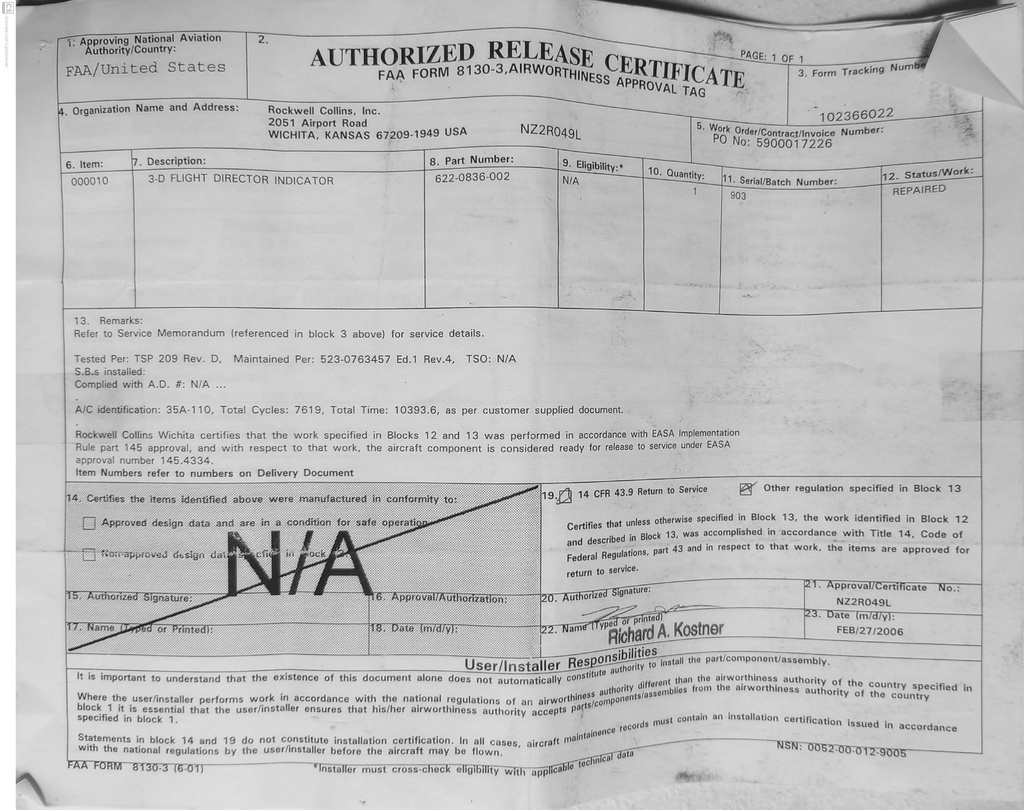 CS
1. Approving National Aviation Authority/Country:
FAA/United States
2.
AUTHORIZED RELEASE CERTIFICATE
FAA FORM 8130-3, AIRWORTHINESS APPROVAL TAG
PAGE: 1 OF 1
3. Form Tracking Numbe
102366022
4. Organization Name and Address:
Rockwell Collins, Inc.
2051 Airport Road
WICHITA, KANSAS 67209-1949 USA
NZ2R049L
5. Work Order/Contract/Invoice Number:
PO No: 5900017226
6. Item: 7. Description: 8. Part Number: 9. Eligibility:* 10. Quantity: 11. Serial/Batch Number: 12. Status/Work:
000010 3-D FLIGHT DIRECTOR INDICATOR 622-0836-002 N/A 1 903 REPAIRED
13. Remarks:
Refer to Service Memorandum (referenced in block 3 above) for service details.
Tested Per: TSP 209 Rev. D, Maintained Per: 523-0763457 Ed.1 Rev.4, TSO: N/A
S.B.s installed:
Complied with A.D. #: N/A ...
.
A/C identification: 35A-110, Total Cycles: 7619, Total Time: 10393.6, as per customer supplied document.
.
Rockwell Collins Wichita certifies that the work specified in Blocks 12 and 13 was performed in accordance with EASA Implementation
Rule part 145 approval, and with respect to that work, the aircraft component is considered ready for release to service under EASA
approval number 145.4334.
Item Numbers refer to numbers on Delivery Document
14. Certifies the items identified above were manufactured in conformity to:
Approved design data and are in a condition for safe operation
Non-approved design data specified in Block 13
N/A
15. Authorized Signature:
16. Approval/Authorization:
17. Name (Typed or Printed):
18. Date (m/d/y):
19. 14 CFR 43.9 Return to Service Other regulation specified in Block 13
Certifies that unless otherwise specified in Block 13, the work identified in Block 12
and described in Block 13, was accomplished in accordance with Title 14, Code of
Federal Regulations, part 43 and in respect to that work, the items are approved for
return to service.
20. Authorized Signature:
21. Approval/Certificate No.:
NZ2R049L
22. Name (Typed or printed)
Richard A. Kostner
23. Date (m/d/y):
FEB/27/2006
User/Installer Responsibilities
It is important to understand that the existence of this document alone does not automatically constitute authority to install the part/component/assembly.
Where the user/installer performs work in accordance with the national regulations of an airworthiness authority different than the airworthiness authority of the country specified in
block 1 it is essential that the user/installer ensures that his/her airworthiness authority accepts parts/components/assemblies from the airworthiness authority of the country
specified in block 1.
Statements in block 14 and 19 do not constitute installation certification. In all cases, aircraft maintainence records must contain an installation certification issued in accordance
with the national regulations by the user/installer before the aircraft may be flown.
NSN: 0052-00-012-9005
FAA FORM 8130-3 (6-01)
*Installer must cross-check eligibility with applicable technical data